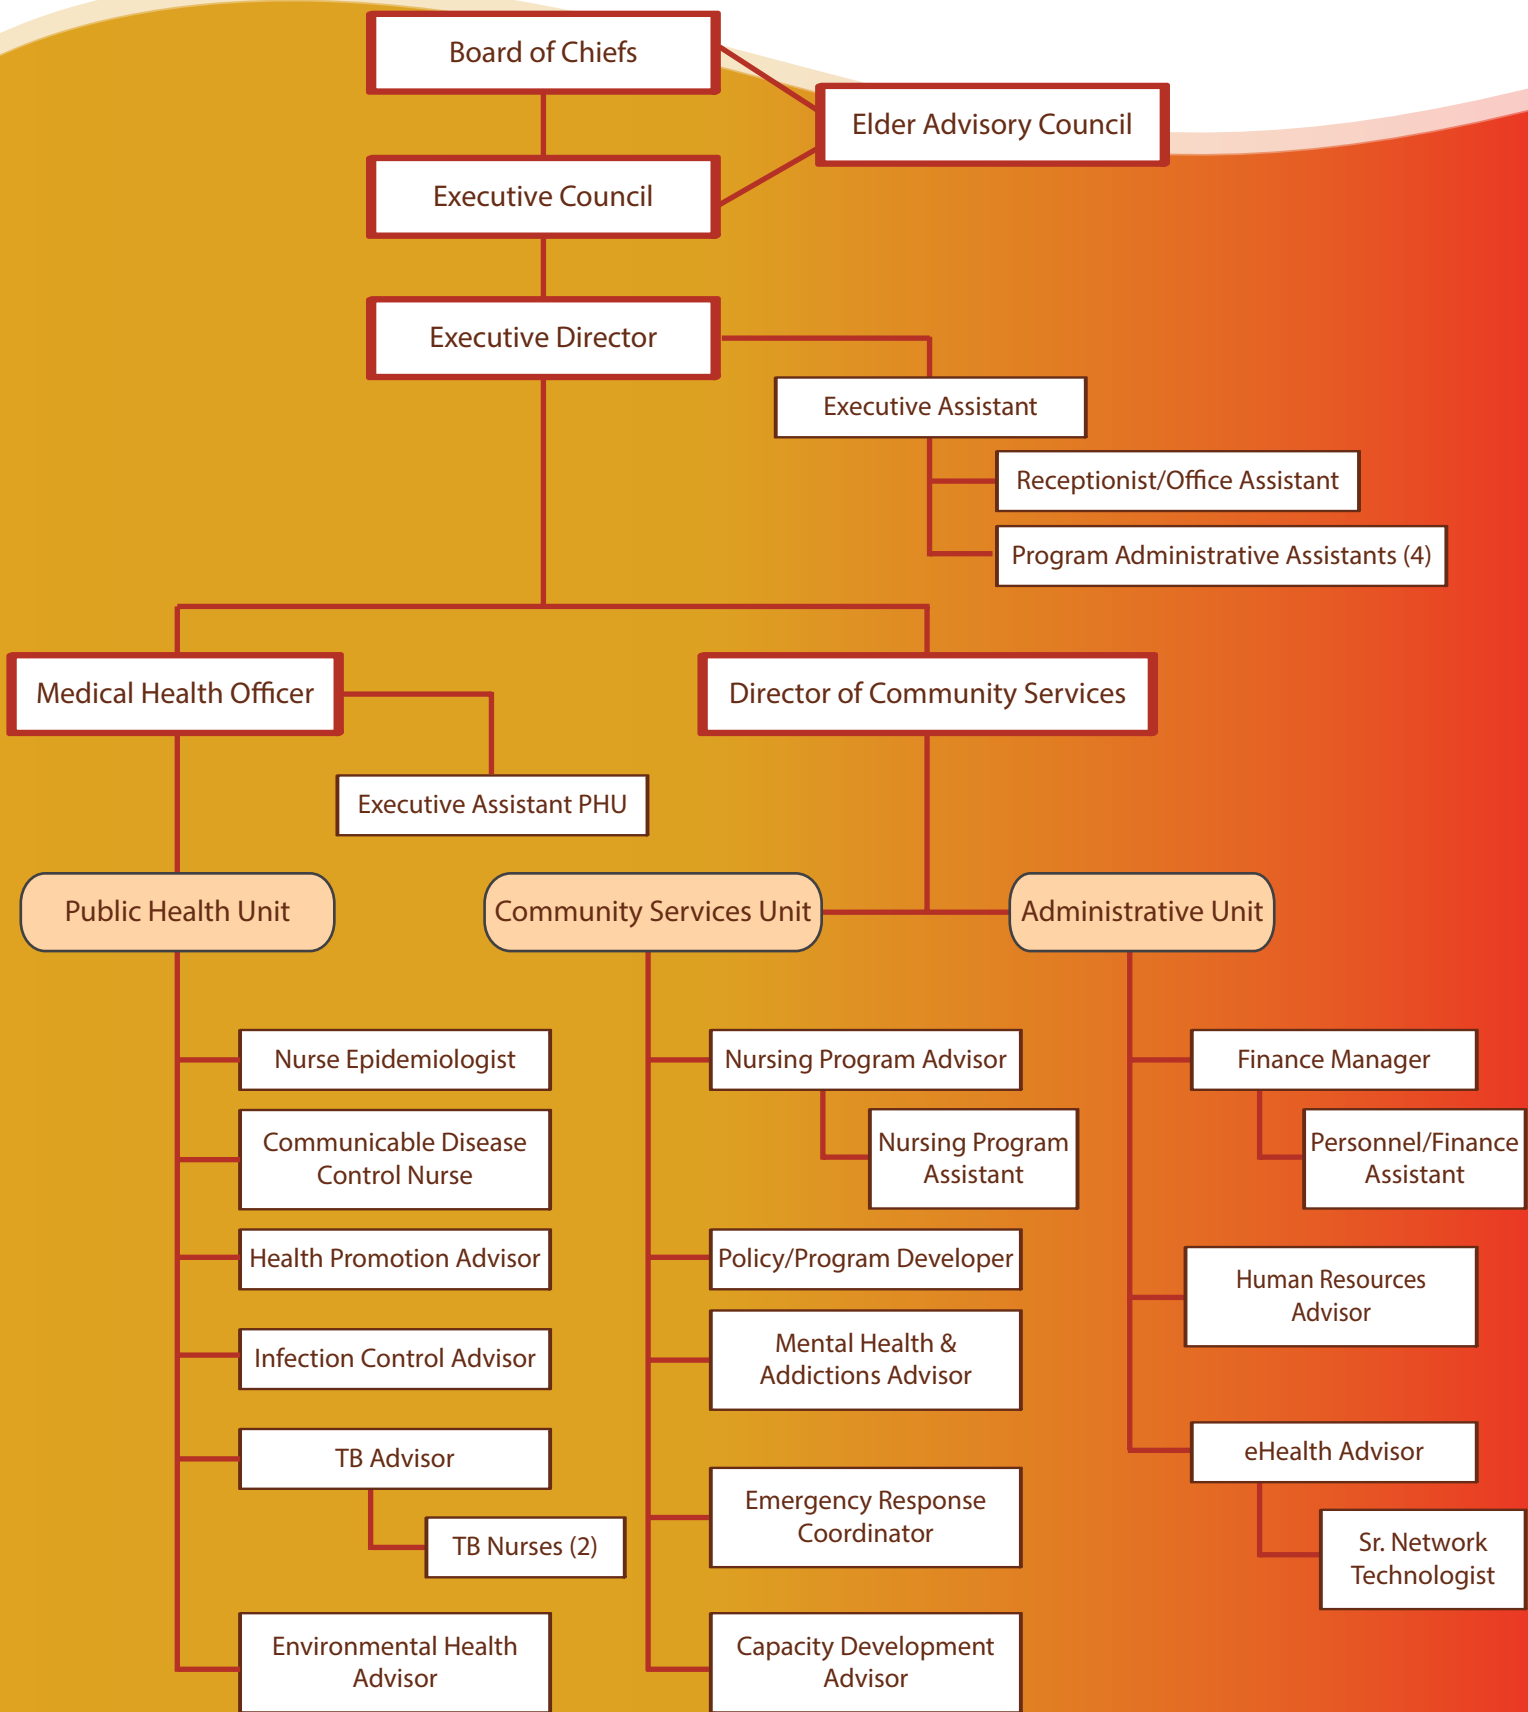 Board of Chiefs
Elder Advisory Council
Executive Council
Executive Director
Executive Assistant
Receptionist/Office Assistant
Program Administrative Assistants (4)
Medical Health Officer
Director of Community Services
Executive Assistant PHU
Public Health Unit
Community Services Unit
Administrative Unit
Nurse Epidemiologist
Communicable Disease
Control Nurse
Health Promotion Advisor
Infection Control Advisor
TB Advisor
TB Nurses (2)
Environmental Health
Advisor
Nursing Program Advisor
Nursing Program
Assistant
Policy/Program Developer
Mental Health &
Addictions Advisor
Emergency Response
Coordinator
Capacity Development
Advisor
Finance Manager
Personnel/Finance
Assistant
Human Resources
Advisor
eHealth Advisor
Sr. Network
Technologist